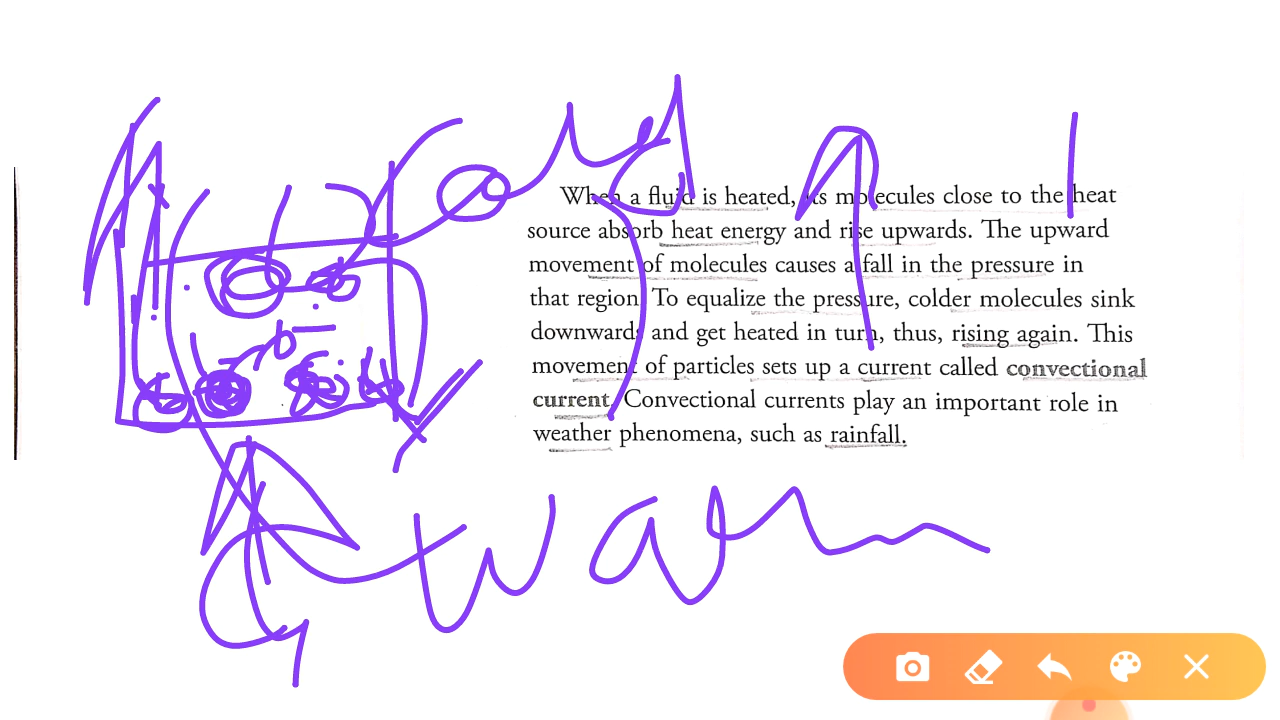 cold
When a fluid is heated, its molecules close to the heat
source absorb heat energy and rise upwards. The upward
movement of molecules causes a fall in the pressure in
that region. To equalize the pressure, colder molecules sink
downwards and get heated in turn, thus, rising again. This
movement of particles sets up a current called convectional
current. Convectional currents play an important role in
weather phenomena, such as rainfall.
warm